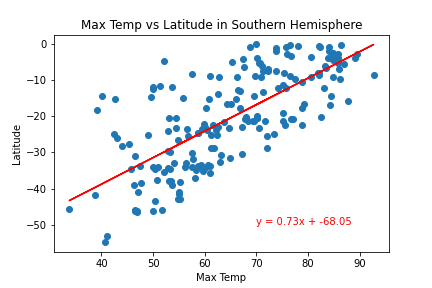 Max Temp vs Latitude in Southern Hemisphere
0
−10
−20
−30
−40
−50
Latitude
y = 0.73x + -68.05
40 50 60 70 80 90
Max Temp